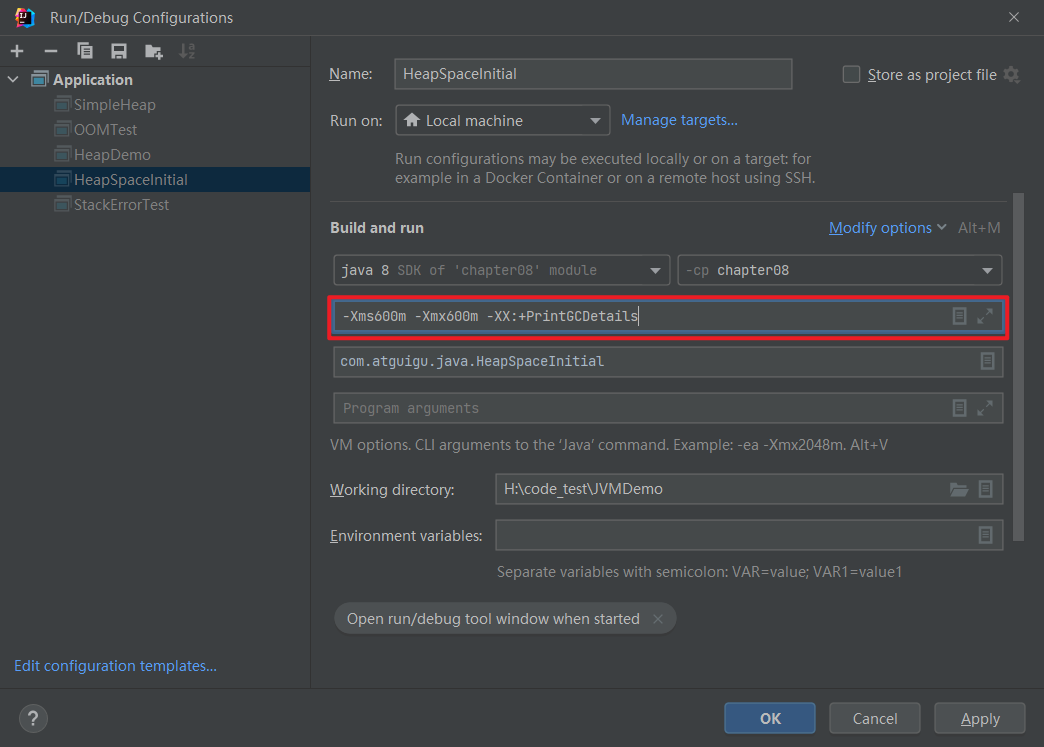 Run/Debug Configurations
Application
SimpleHeap
OOMTest
HeapDemo
HeapSpaceInitial
StackErrorTest
Edit configuration templates...
Name: HeapSpaceInitial Store as project file
Run on: Local machine Manage targets...
Run configurations may be executed locally or on a target: for
example in a Docker Container or on a remote host using SSH.
Build and run Modify options Alt+M
java 8 SDK of 'chapter08' module -cp chapter08
-Xms600m -Xmx600m -XX:+PrintGCDetails
com.atguigu.java.HeapSpaceInitial
Program arguments
VM options. CLI arguments to the ‘Java’ command. Example: -ea -Xmx2048m. Alt+V
Working directory: H:\code_test\JVMDemo
Environment variables:
Separate variables with semicolon: VAR=value; VAR1=value1
Open run/debug tool window when started
? OK Cancel Apply